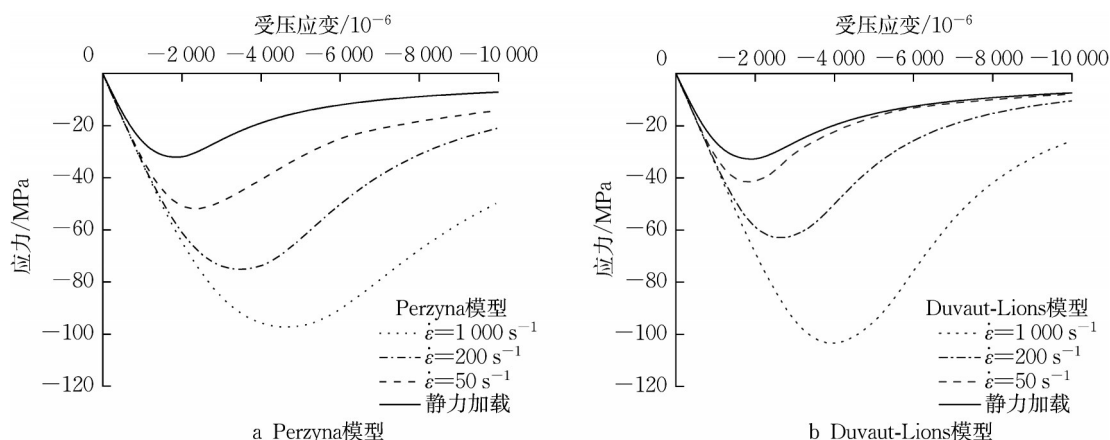 受压应变/10⁻⁶
0 −2 000 −4 000 −6 000 −8 000 −10 000
−20
−40
−60
−80
−100
−120
应力/MPa
Perzyna模型
ε̇=1 000 s⁻¹
ε̇=200 s⁻¹
ε̇=50 s⁻¹
静力加载
a Perzyna模型
受压应变/10⁻⁶
0 −2 000 −4 000 −6 000 −8 000 −10 000
−20
−40
−60
−80
−100
−120
应力/MPa
Duvaut-Lions模型
ε̇=1 000 s⁻¹
ε̇=200 s⁻¹
ε̇=50 s⁻¹
静力加载
b Duvaut-Lions模型